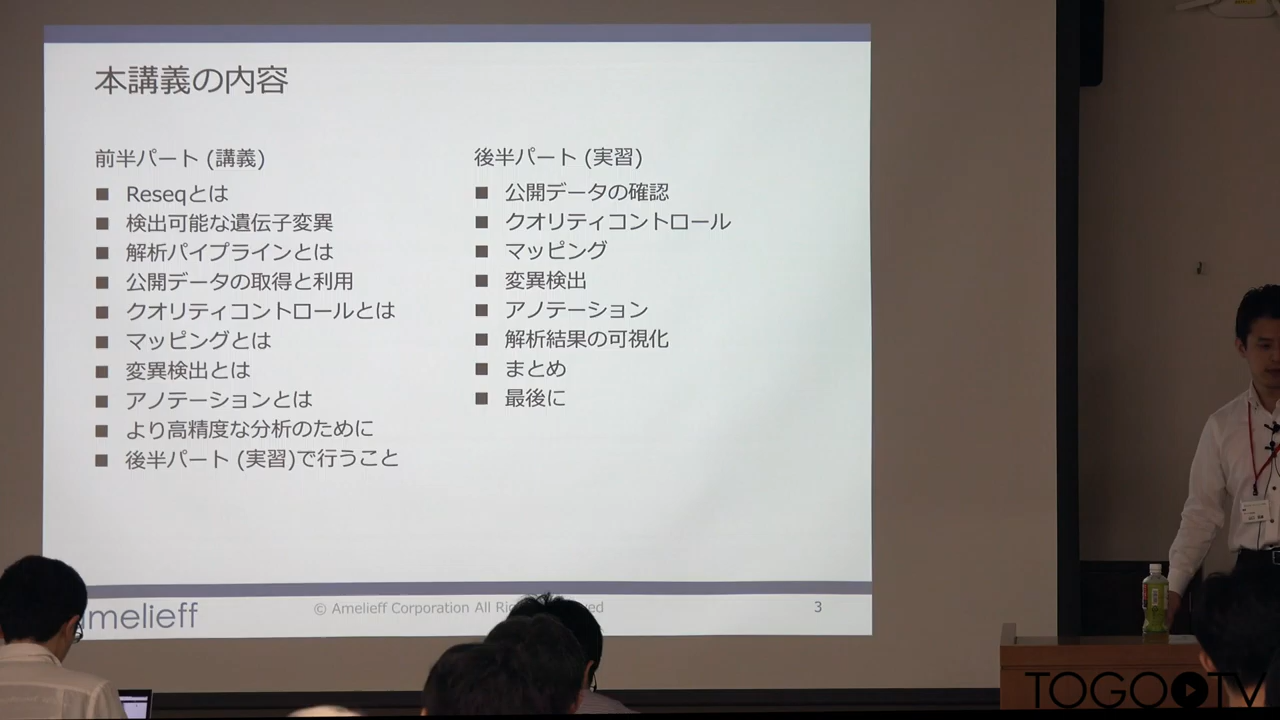 本講義の内容
前半パート (講義)
■ Reseqとは
■ 検出可能な遺伝子変異
■ 解析パイプラインとは
■ 公開データの取得と利用
■ クオリティコントロールとは
■ マッピングとは
■ 変異検出とは
■ アノテーションとは
■ より高精度な分析のために
■ 後半パート (実習)で行うこと
後半パート (実習)
■ 公開データの確認
■ クオリティコントロール
■ マッピング
■ 変異検出
■ アノテーション
■ 解析結果の可視化
■ まとめ
■ 最後に
amelieff
© Amelieff Corporation All
3
TOGOTV